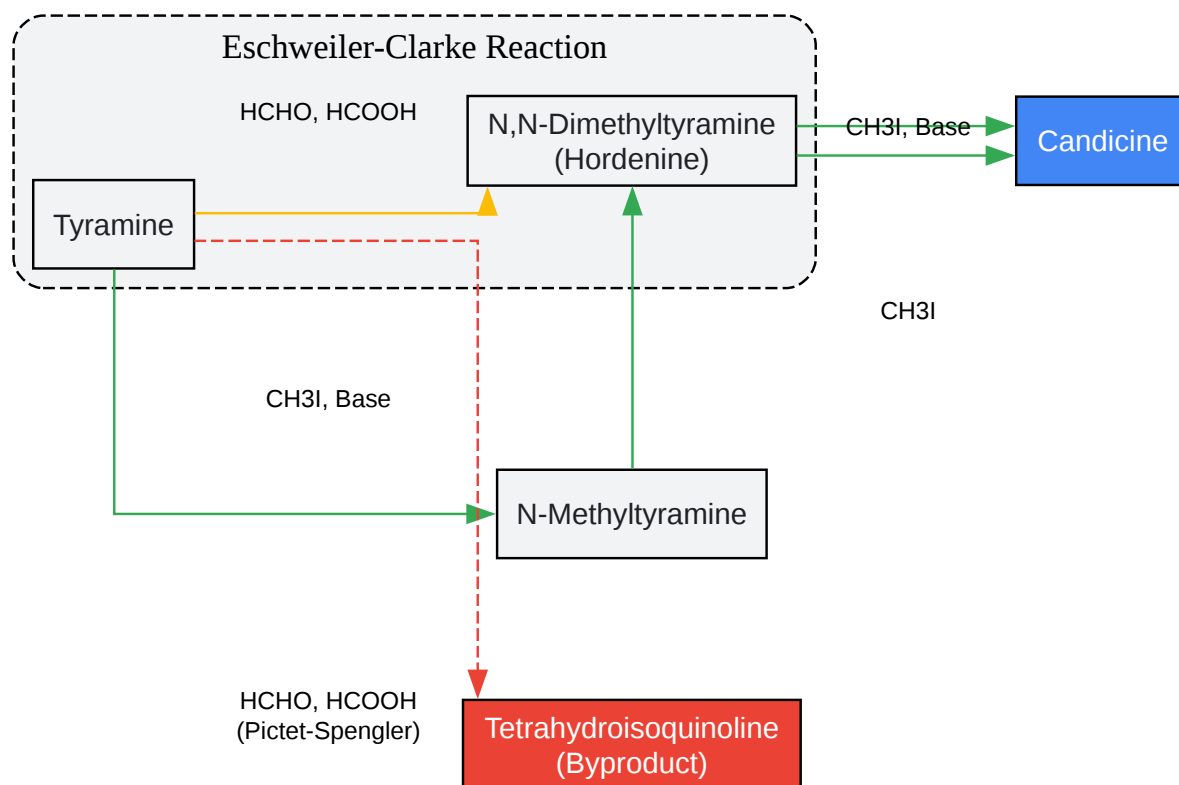 Eschweiler-Clarke Reaction
HCHO, HCOOH
N,N-Dimethyltyramine
(Hordenine)
CH3I, Base
Candicine
Tyramine
CH3I
CH3I, Base
N-Methyltyramine
HCHO, HCOOH
(Pictet-Spengler)
Tetrahydroisoquinoline
(Byproduct)